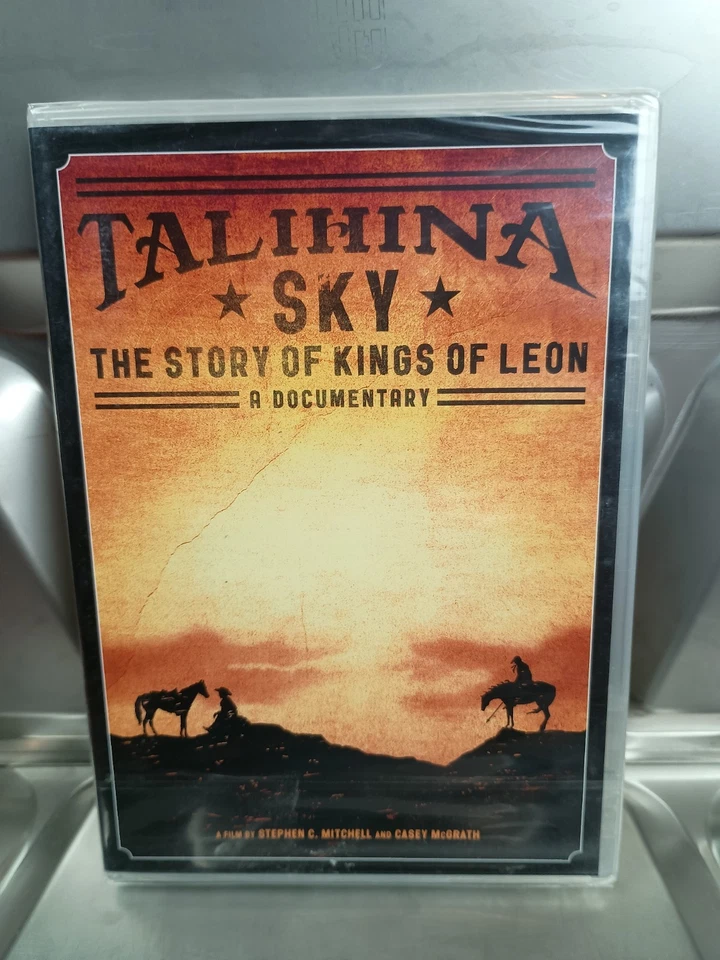 TALIHINA
SKY
THE STORY OF KINGS OF LEON
A DOCUMENTARY
A FILM BY STEPHEN C. MITCHELL AND CASEY McGRATH